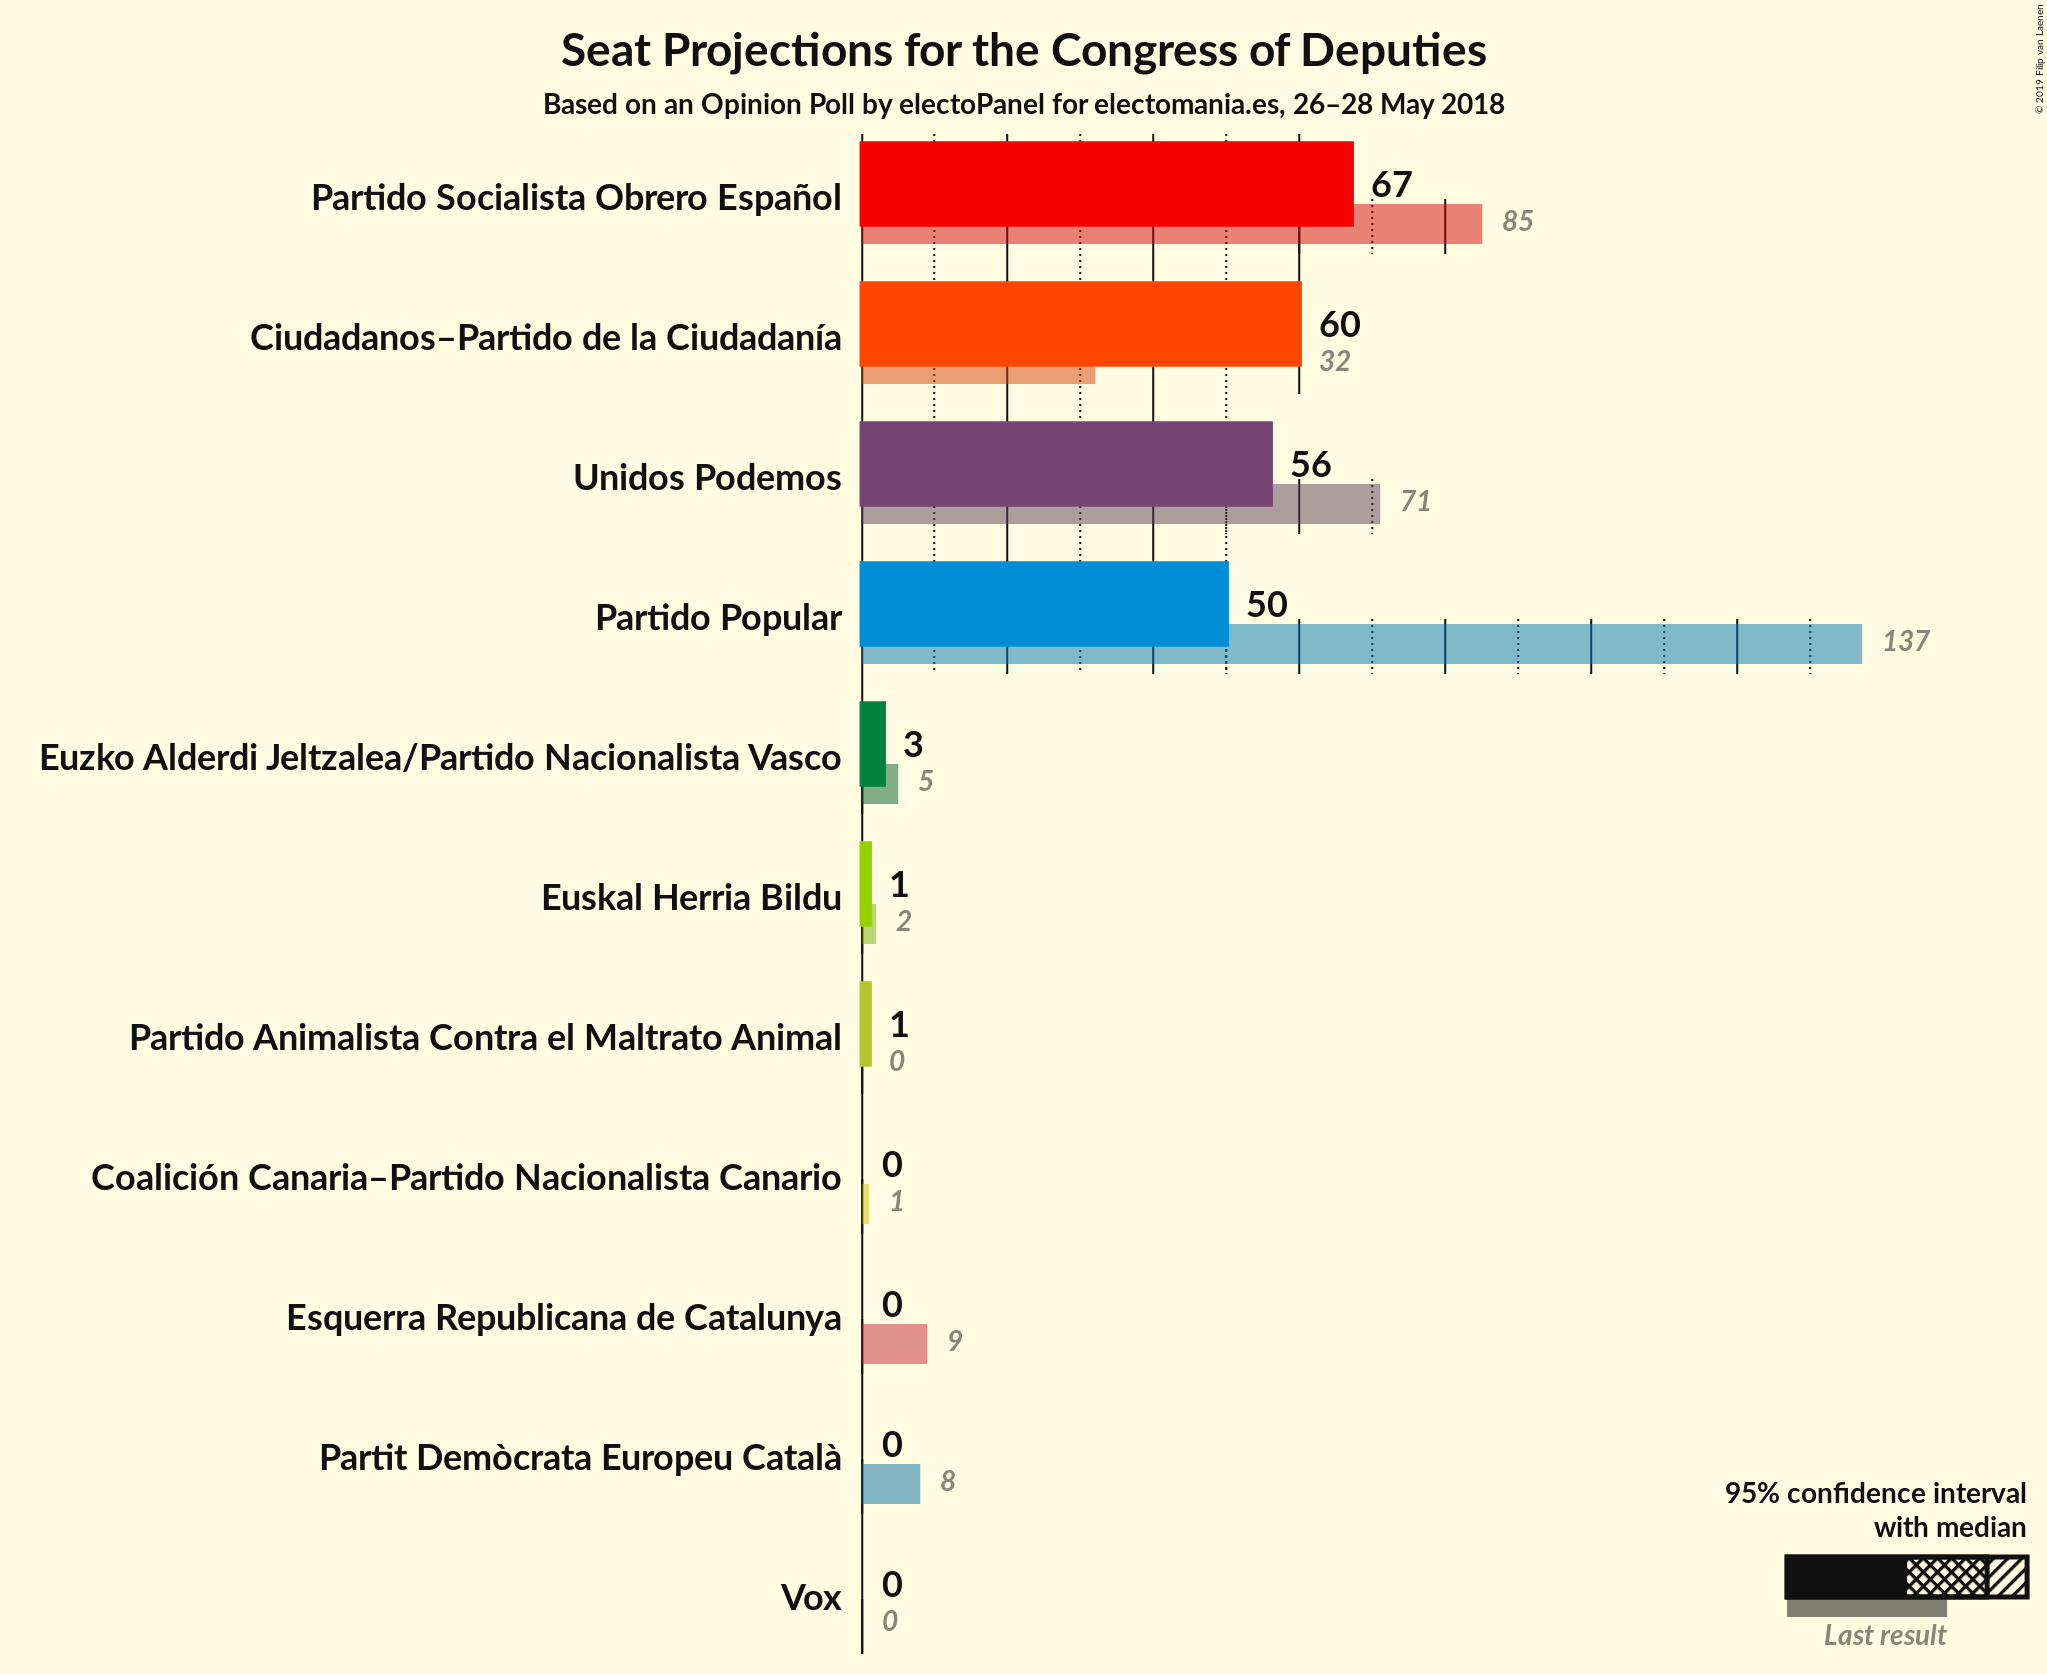 Seat Projections for the Congress of Deputies
Based on an Opinion Poll by electoPanel for electomania.es, 26–28 May 2018
© 2019 Filip van Laenen
Partido Socialista Obrero Español
67
85
Ciudadanos–Partido de la Ciudadanía
60
32
Unidos Podemos
56
71
Partido Popular
50
137
Euzko Alderdi Jeltzalea/Partido Nacionalista Vasco
3
5
Euskal Herria Bildu
1
2
Partido Animalista Contra el Maltrato Animal
1
0
Coalición Canaria–Partido Nacionalista Canario
0
1
Esquerra Republicana de Catalunya
0
9
Partit Demòcrata Europeu Català
0
8
Vox
0
0
95% confidence interval
with median
Last result